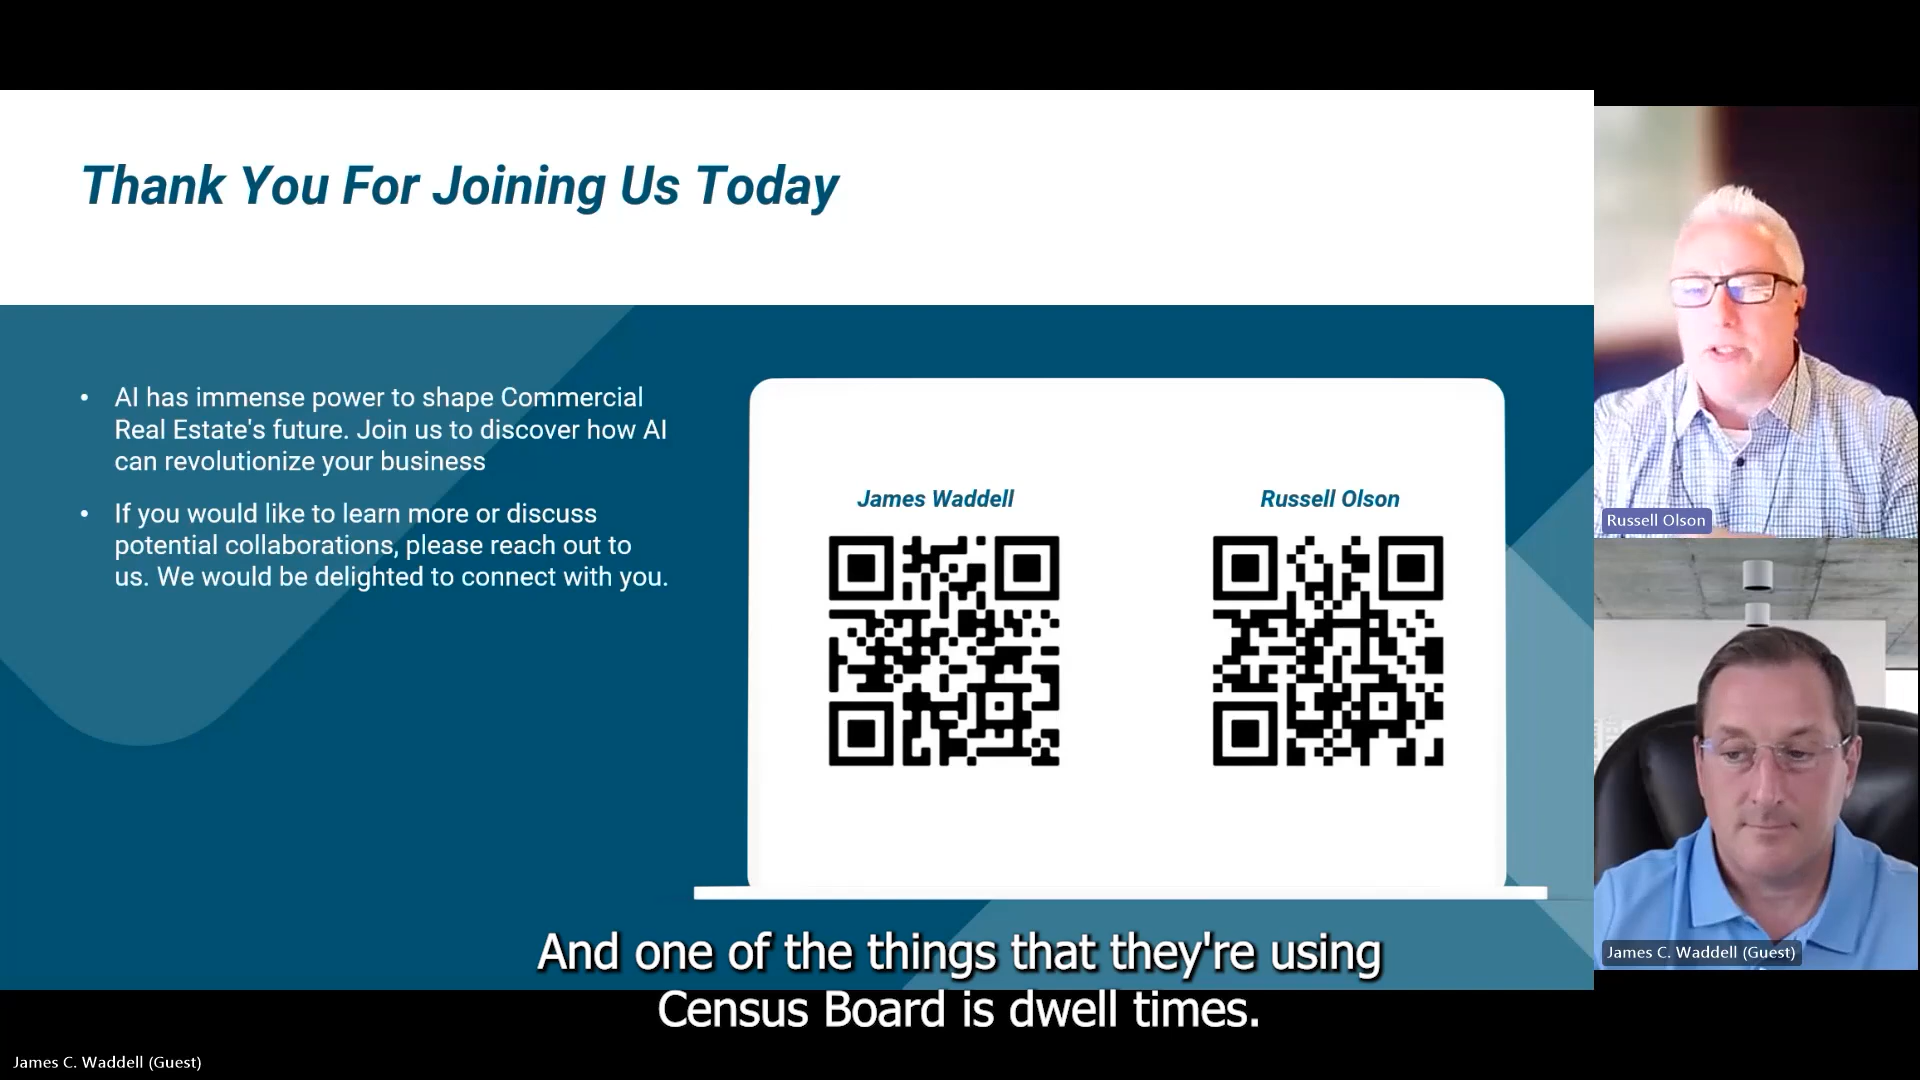 Thank You For Joining Us Today
• AI has immense power to shape Commercial
Real Estate's future. Join us to discover how AI
can revolutionize your business
• If you would like to learn more or discuss
potential collaborations, please reach out to
us. We would be delighted to connect with you.
James Waddell
Russell Olson
Russell Olson
James C. Waddell (Guest)
And one of the things that they're using
Census Board is dwell times.
James C. Waddell (Guest)